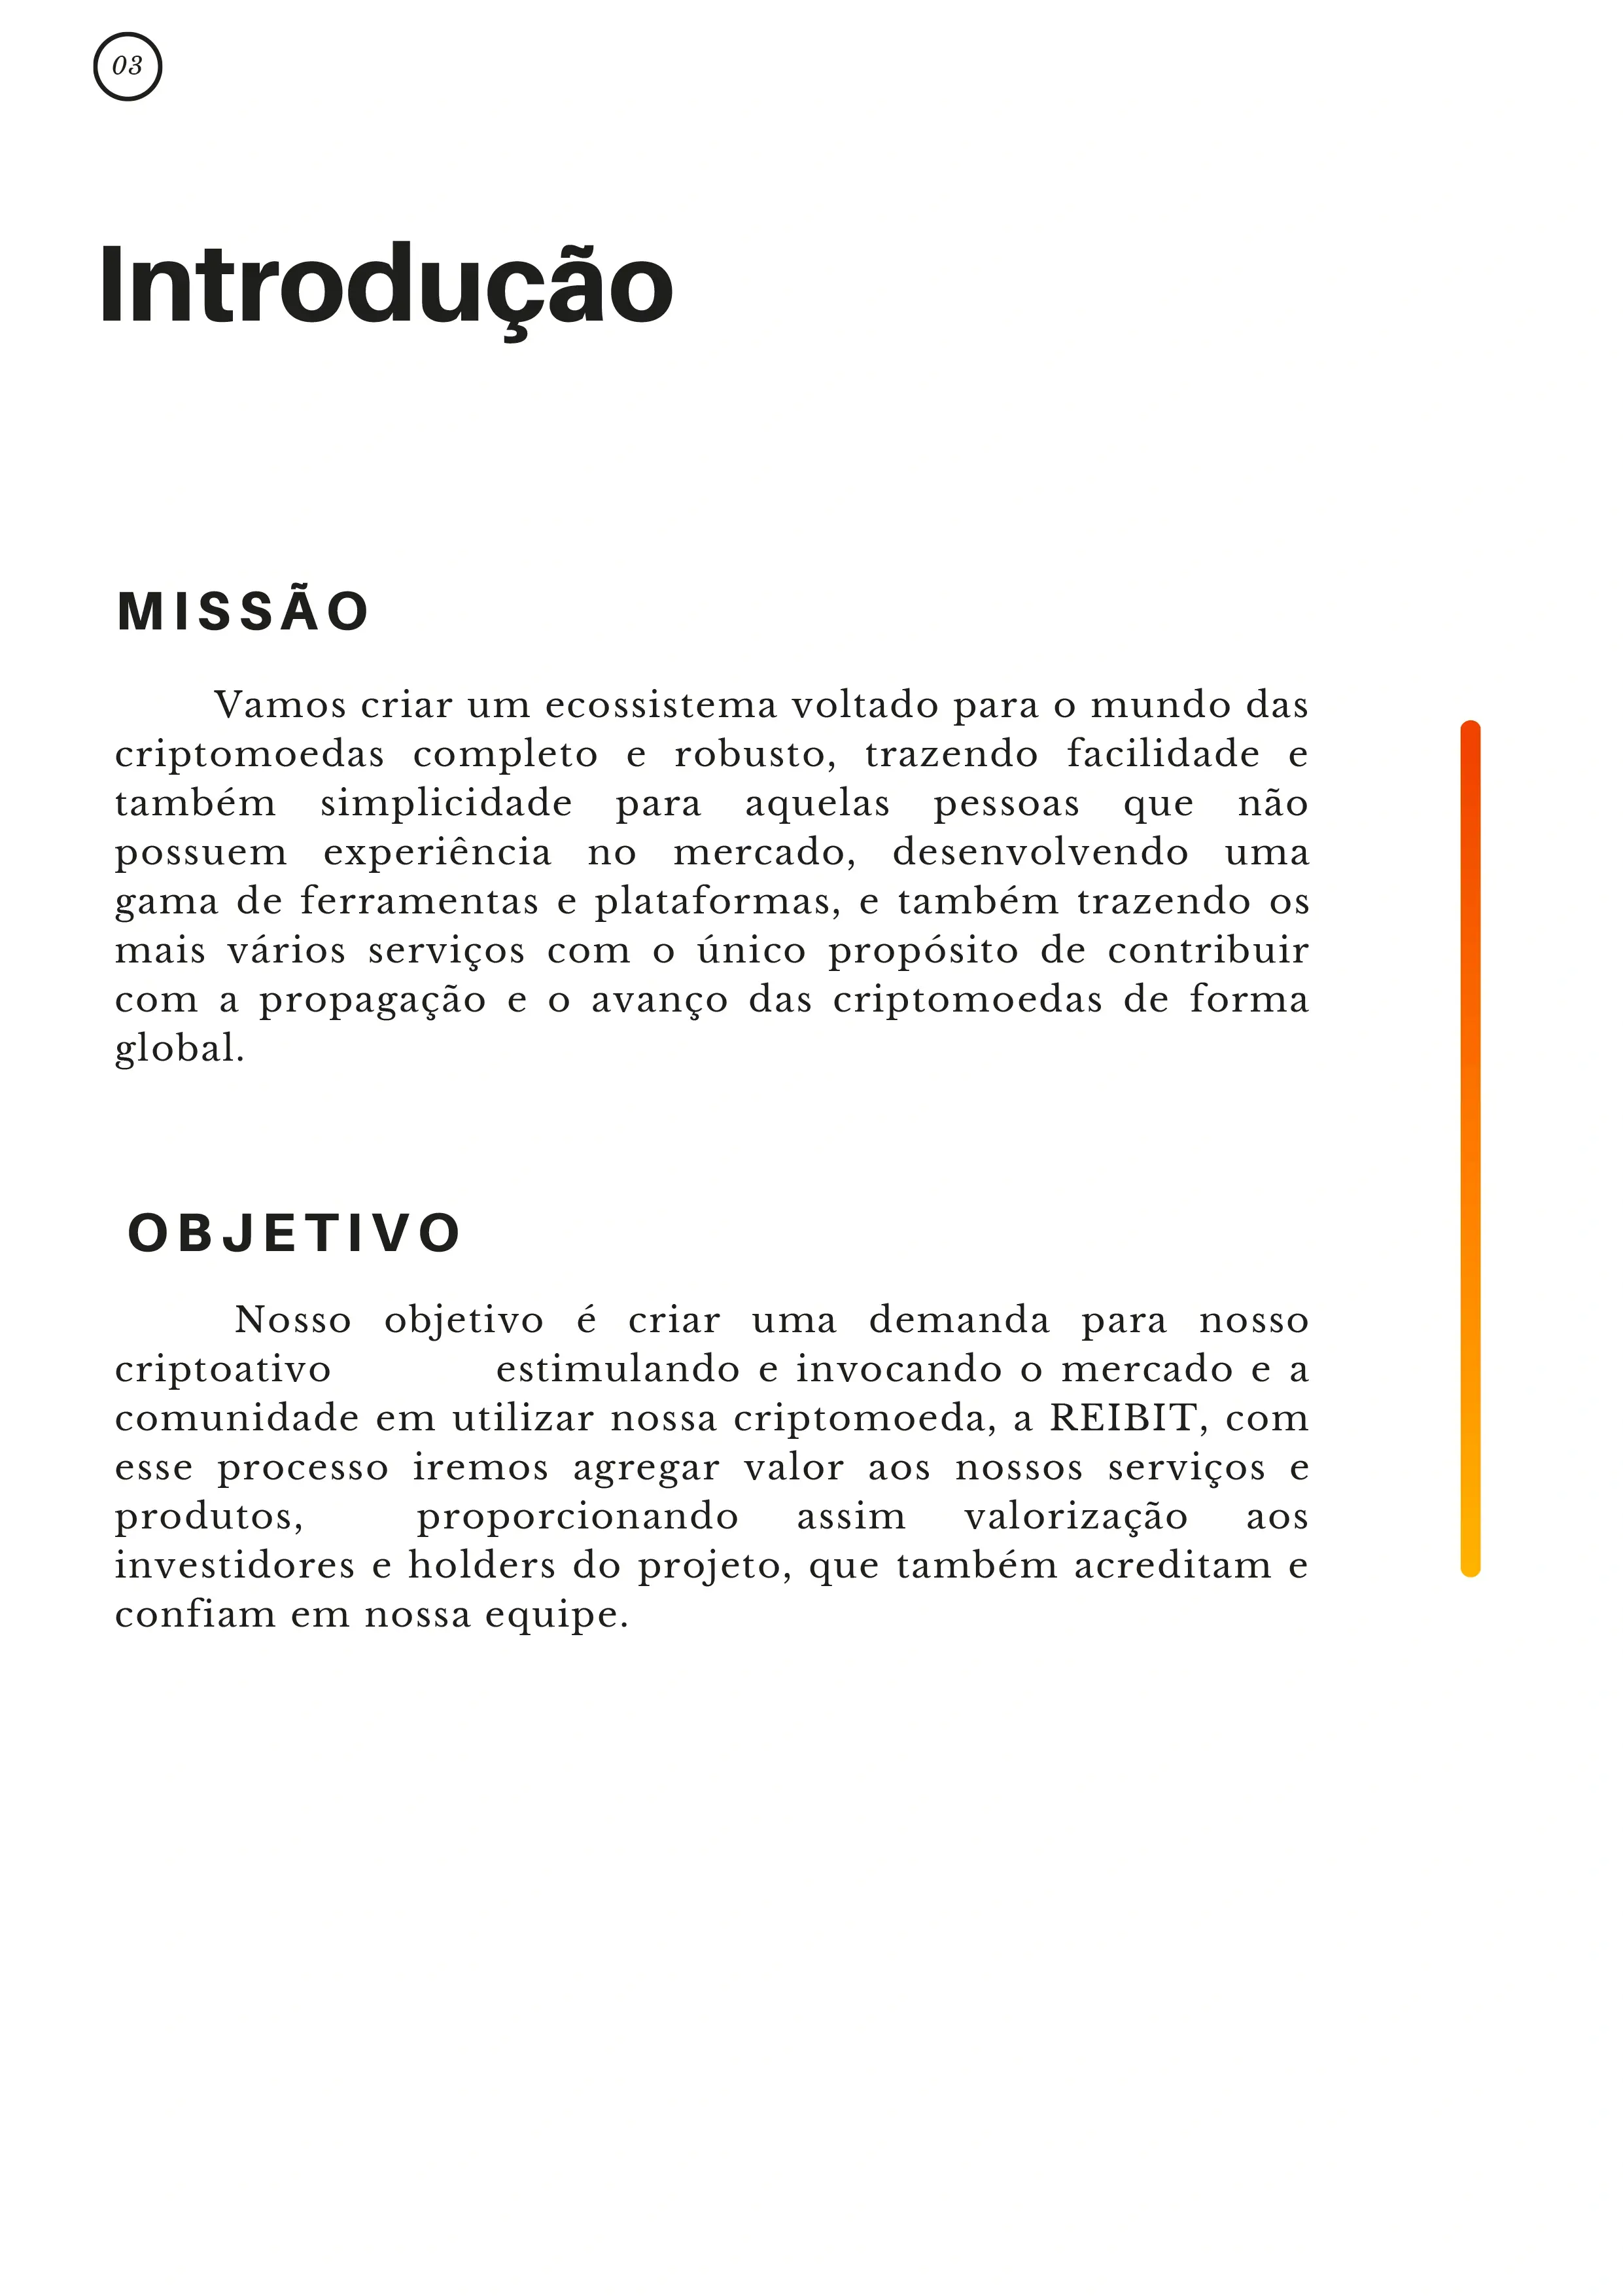 03
Introdução
MISSÃO
Vamos criar um ecossistema voltado para o mundo das
criptomoedas completo e robusto, trazendo facilidade e
também simplicidade para aquelas pessoas que não
possuem experiência no mercado, desenvolvendo uma
gama de ferramentas e plataformas, e também trazendo os
mais vários serviços com o único propósito de contribuir
com a propagação e o avanço das criptomoedas de forma
global.
OBJETIVO
Nosso objetivo é criar uma demanda para nosso
criptoativo estimulando e invocando o mercado e a
comunidade em utilizar nossa criptomoeda, a REIBIT, com
esse processo iremos agregar valor aos nossos serviços e
produtos, proporcionando assim valorização aos
investidores e holders do projeto, que também acreditam e
confiam em nossa equipe.